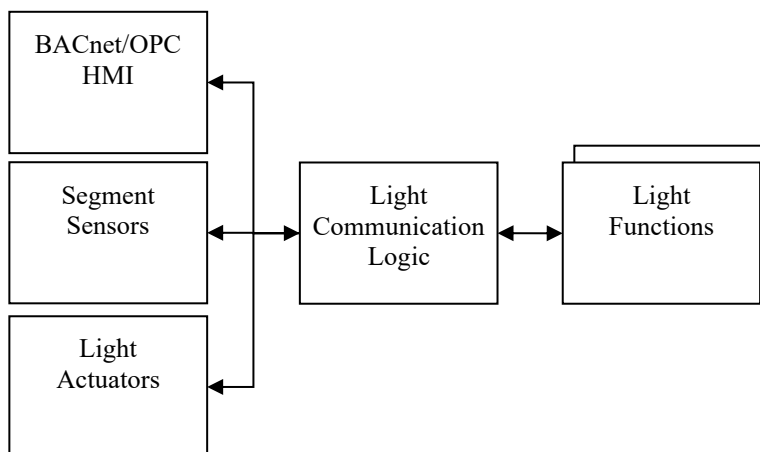 BACnet/OPC
HMI
Segment
Sensors
Light
Actuators
Light
Communication
Logic
Light
Functions